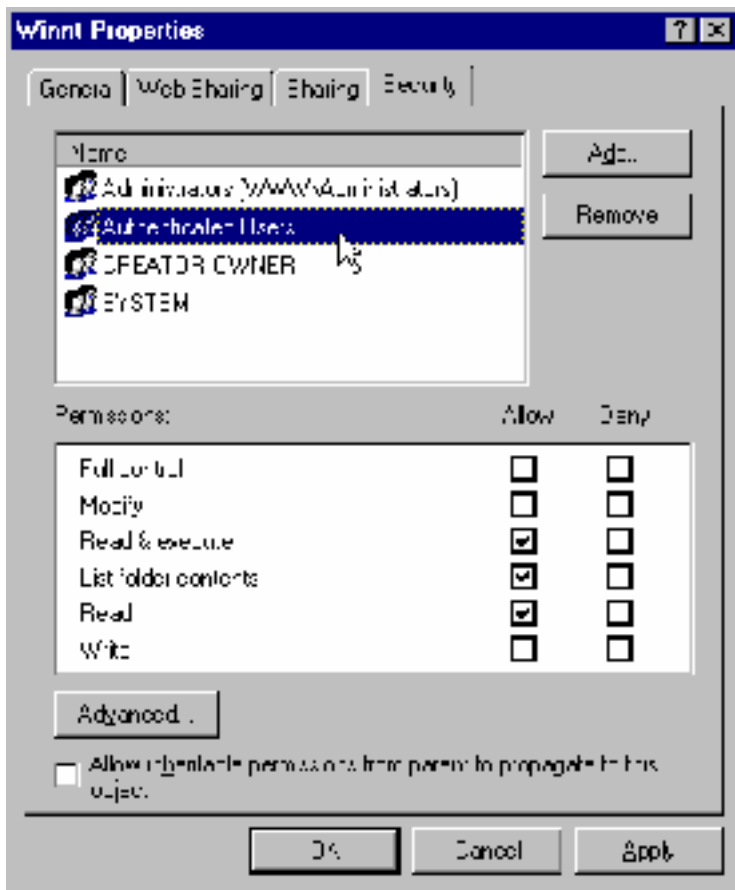 Winnt Properties
General Web Sharing Sharing Security
Name
Add...
Administrators (WWW\Administrators)
Authenticated Users
Remove
CREATOR OWNER
SYSTEM
Permissions: Allow Deny
Full control
Modify
Read & execute
List folder contents
Read
Write
Advanced...
Allow inheritable permissions from parent to propagate to this
object
OK Cancel Apply